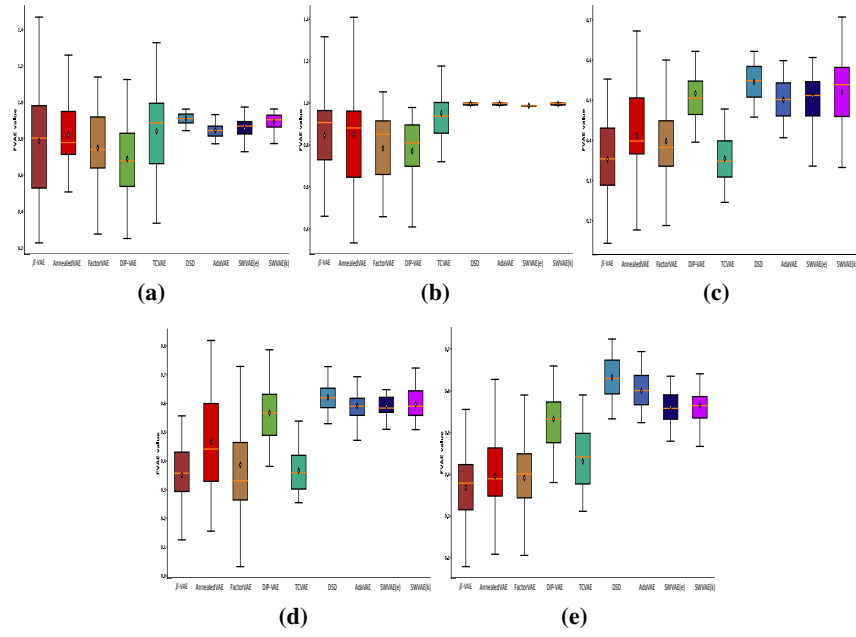 FVAE value
β-VAE AnnealedVAE FactorVAE DIP-VAE TCVAE DSD AdaVAE SWVAE(e) SWVAE(k)
(a)
FVAE value
β-VAE AnnealedVAE FactorVAE DIP-VAE TCVAE DSD AdaVAE SWVAE(e) SWVAE(k)
(b)
FVAE value
β-VAE AnnealedVAE FactorVAE DIP-VAE TCVAE DSD AdaVAE SWVAE(e) SWVAE(k)
(c)
FVAE value
β-VAE AnnealedVAE FactorVAE DIP-VAE TCVAE DSD AdaVAE SWVAE(e) SWVAE(k)
(d)
FVAE value
β-VAE AnnealedVAE FactorVAE DIP-VAE TCVAE DSD AdaVAE SWVAE(e) SWVAE(k)
(e)